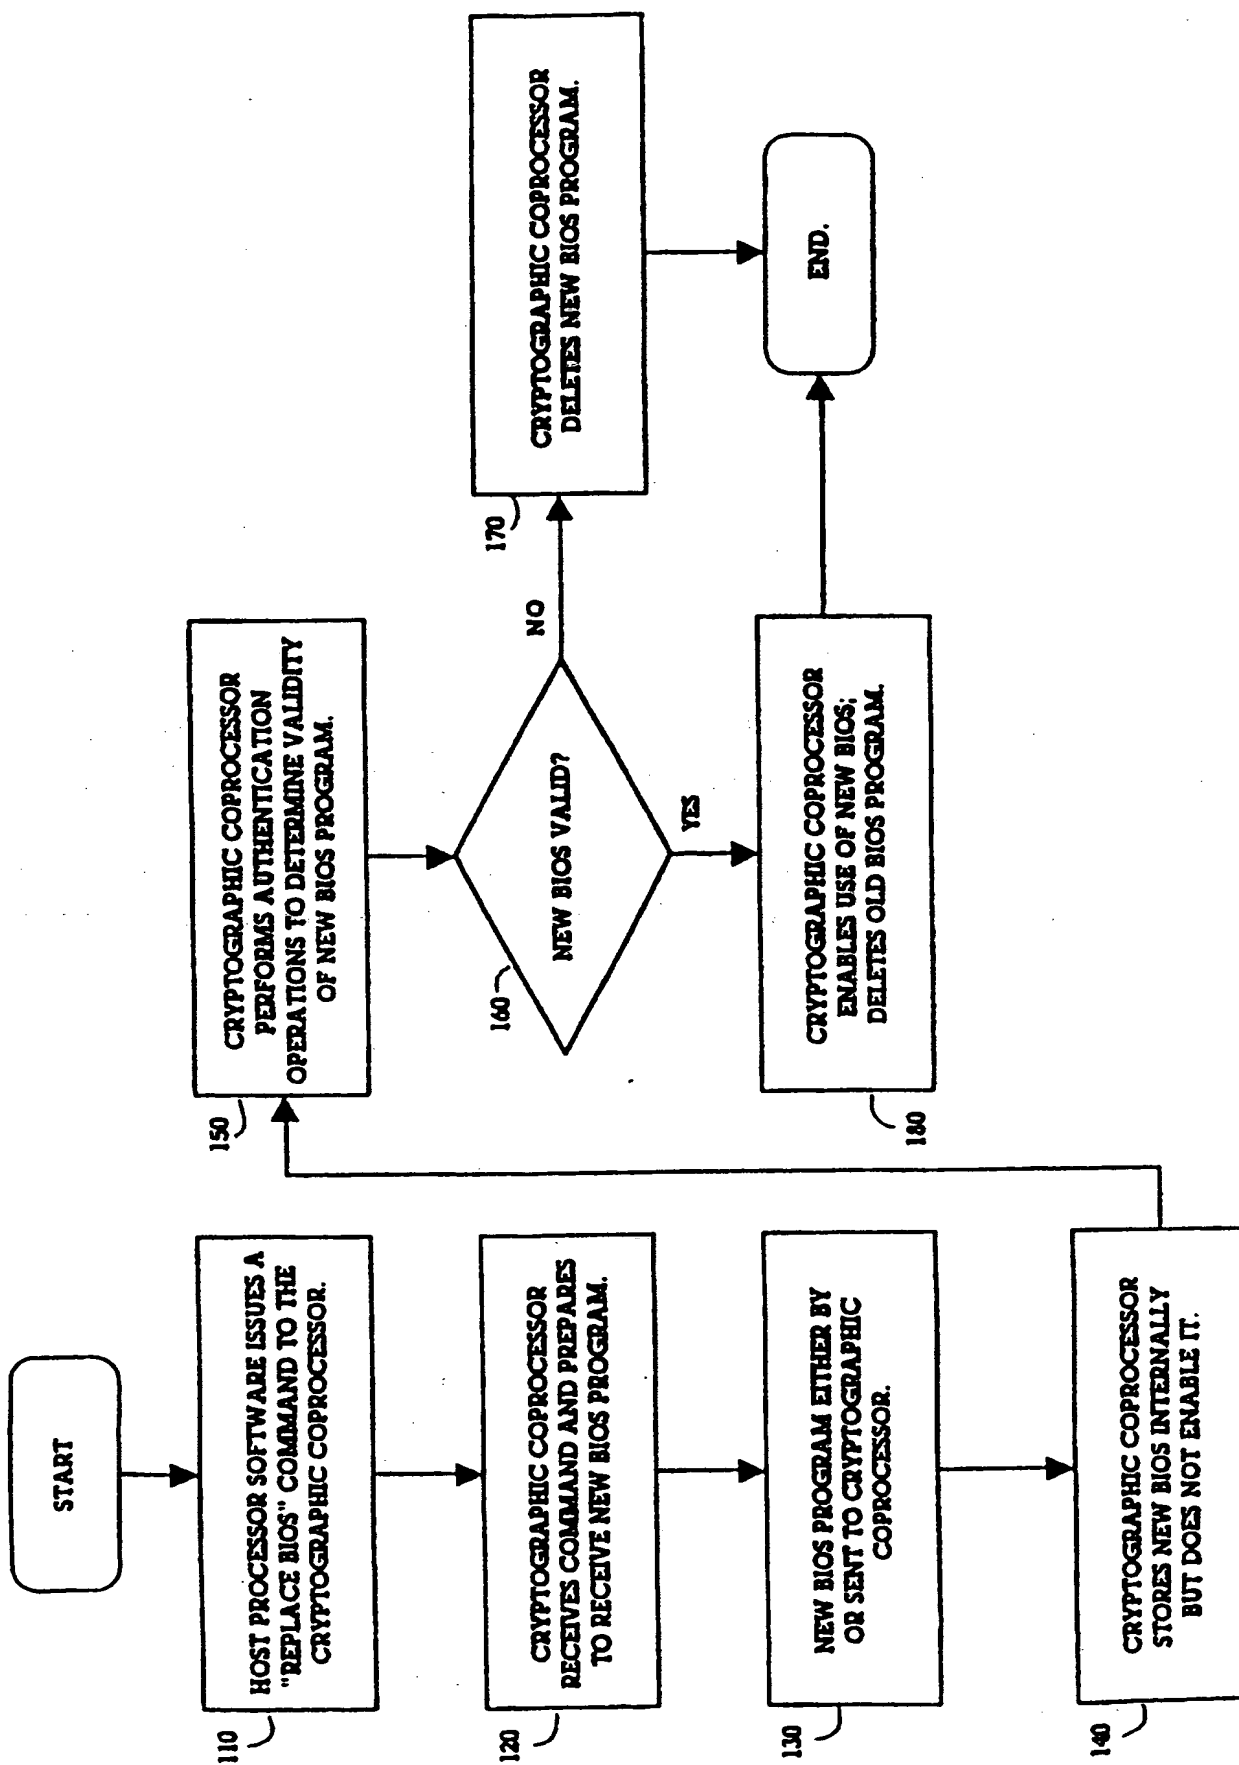 START
HOST PROCESSOR SOFTWARE ISSUES A
"REPLACE BIOS" COMMAND TO THE
CRYPTOGRAPHIC COPROCESSOR.
110
CRYPTOGRAPHIC COPROCESSOR
RECEIVES COMMAND AND PREPARES
TO RECEIVE NEW BIOS PROGRAM.
120
NEW BIOS PROGRAM EITHER BY
OR SENT TO CRYPTOGRAPHIC
COPROCESSOR.
130
CRYPTOGRAPHIC COPROCESSOR
STORES NEW BIOS INTERNALLY
BUT DOES NOT ENABLE IT.
140
CRYPTOGRAPHIC COPROCESSOR
PERFORMS AUTHENTICATION
OPERATIONS TO DETERMINE VALIDITY
OF NEW BIOS PROGRAM.
150
NEW BIOS VALID?
160
NO
YES
CRYPTOGRAPHIC COPROCESSOR
DELETES NEW BIOS PROGRAM.
170
CRYPTOGRAPHIC COPROCESSOR
ENABLES USE OF NEW BIOS;
DELETES OLD BIOS PROGRAM.
180
END.